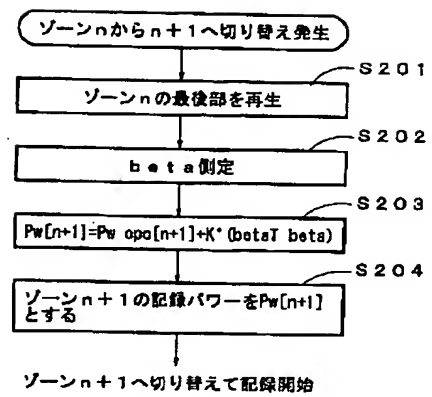 ゾーンnからn+1へ切り替え発生
S201
ゾーンnの最後部を再生
S202
beta測定
S203
Pw[n+1]=Pw opc[n+1]+K*(betaT beta)
S204
ゾーンn+1の記録パワーをPw[n+1]
とする
ゾーンn+1へ切り替えて記録開始